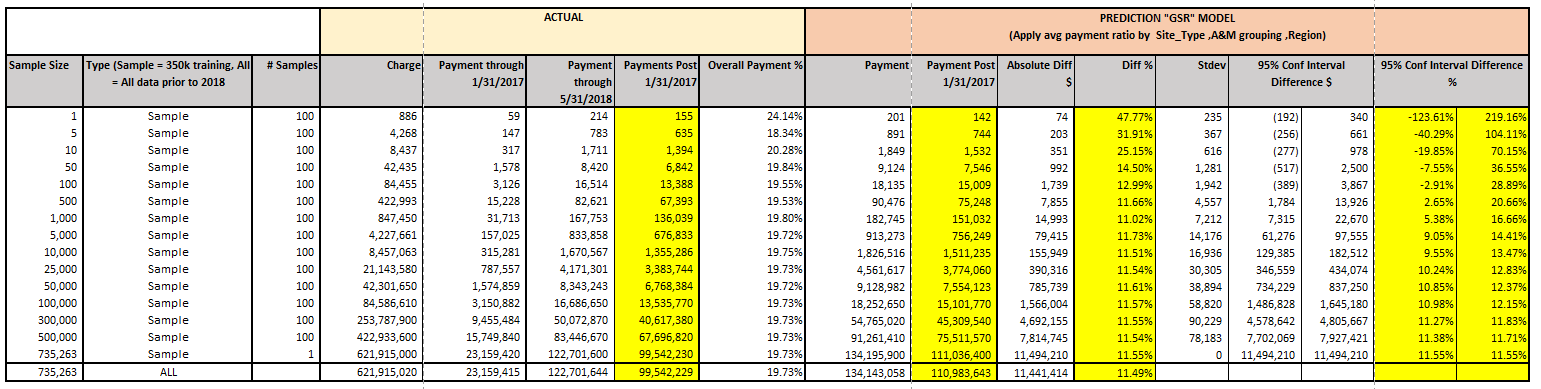 ACTUAL
PREDICTION "GSR" MODEL
(Apply avg payment ratio by Site_Type ,A&M grouping ,Region)
Sample Size Type (Sample = 350k training, All = All data prior to 2018 # Samples Charge Payment through 1/31/2017 Payment through 5/31/2018 Payments Post 1/31/2017 Overall Payment % Payment Payment Post 1/31/2017 Absolute Diff $ Diff % Stdev 95% Conf Interval Difference $ 95% Conf Interval Difference %
1 Sample 100 886 59 214 155 24.14% 201 142 74 47.77% 235 (192) 340 -123.61% 219.16%
5 Sample 100 4,268 147 783 635 18.34% 891 744 203 31.91% 367 (256) 661 -40.29% 104.11%
10 Sample 100 8,437 317 1,711 1,394 20.28% 1,849 1,532 351 25.15% 616 (277) 978 -19.85% 70.15%
50 Sample 100 42,435 1,578 8,420 6,842 19.84% 9,124 7,546 992 14.50% 1,281 (517) 2,500 -7.55% 36.55%
100 Sample 100 84,455 3,126 16,514 13,388 19.55% 18,135 15,009 1,739 12.99% 1,942 (389) 3,867 -2.91% 28.89%
500 Sample 100 422,993 15,228 82,621 67,393 19.53% 90,476 75,248 7,855 11.66% 4,557 1,784 13,926 2.65% 20.66%
1,000 Sample 100 847,450 31,713 167,753 136,039 19.80% 182,745 151,032 14,993 11.02% 7,212 7,315 22,670 5.38% 16.66%
5,000 Sample 100 4,227,661 157,025 833,858 676,833 19.72% 913,273 756,249 79,415 11.73% 14,176 61,276 97,555 9.05% 14.41%
10,000 Sample 100 8,457,063 315,281 1,670,567 1,355,286 19.75% 1,826,516 1,511,235 155,949 11.51% 16,936 129,385 182,512 9.55% 13.47%
25,000 Sample 100 21,143,580 787,557 4,171,301 3,383,744 19.73% 4,561,617 3,774,060 390,316 11.54% 30,305 346,559 434,074 10.24% 12.83%
50,000 Sample 100 42,301,650 1,574,859 8,343,243 6,768,384 19.72% 9,128,982 7,554,123 785,739 11.61% 38,894 734,229 837,250 10.85% 12.37%
100,000 Sample 100 84,586,610 3,150,882 16,686,650 13,535,770 19.73% 18,252,650 15,101,770 1,566,004 11.57% 58,820 1,486,828 1,645,180 10.98% 12.15%
300,000 Sample 100 253,787,900 9,455,484 50,072,870 40,617,380 19.73% 54,765,020 45,309,540 4,692,155 11.55% 90,229 4,578,642 4,805,667 11.27% 11.83%
500,000 Sample 100 422,933,600 15,749,840 83,446,670 67,696,820 19.73% 91,261,410 75,511,570 7,814,745 11.54% 78,183 7,702,069 7,927,421 11.38% 11.71%
735,263 Sample 1 621,915,000 23,159,420 122,701,600 99,542,230 19.73% 134,195,900 111,036,400 11,494,210 11.55% 0 11,494,210 11,494,210 11.55% 11.55%
735,263 ALL 621,915,020 23,159,415 122,701,644 99,542,229 19.73% 134,143,058 110,983,643 11,441,414 11.49%